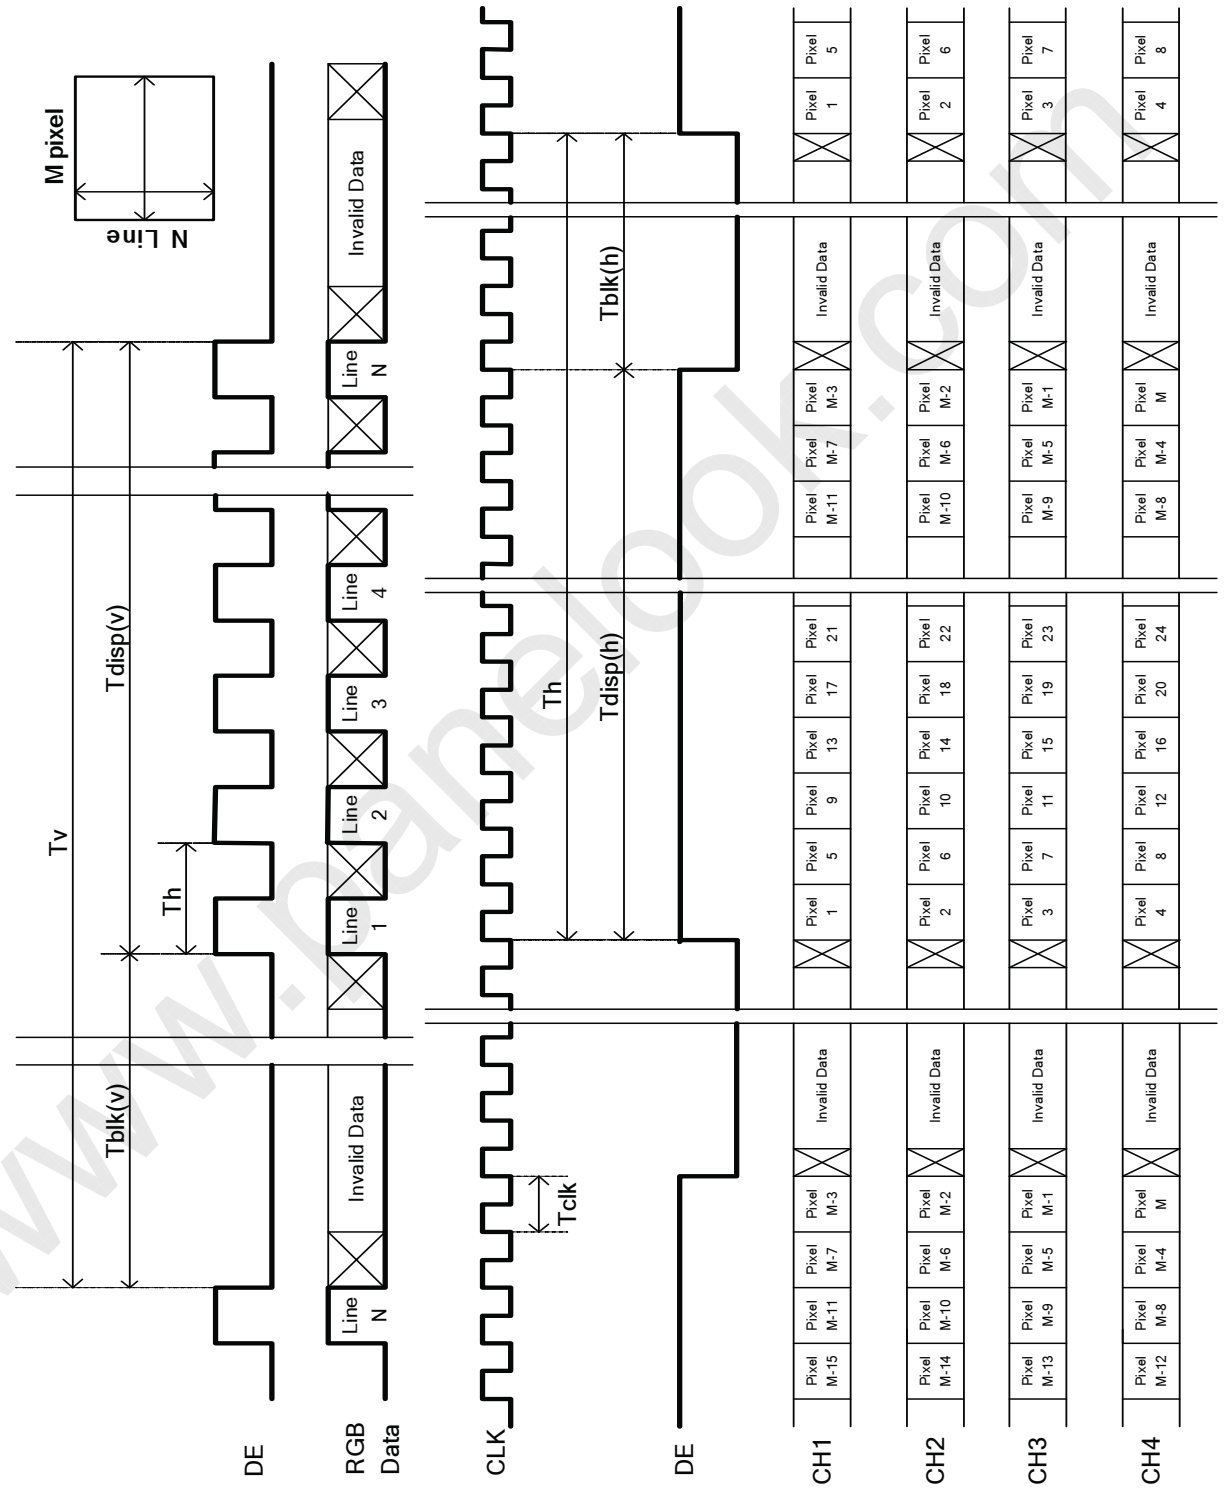 M pixel
N Line
Tv
Tblk(v) Tdisp(v)
Th
DE
RGB Data
Line N
Invalid Data
Line 1
Line 2
Line 3
Line 4
Line N
Invalid Data
CLK
Tclk
Th
Tdisp(h) Tblk(h)
DE
CH1
Pixel M-15
Pixel M-11
Pixel M-7
Pixel M-3
Invalid Data
Pixel 1
Pixel 5
Pixel 9
Pixel 13
Pixel 17
Pixel 21
Pixel M-11
Pixel M-7
Pixel M-3
Invalid Data
Pixel 1
Pixel 5
CH2
Pixel M-14
Pixel M-10
Pixel M-6
Pixel M-2
Invalid Data
Pixel 2
Pixel 6
Pixel 10
Pixel 14
Pixel 18
Pixel 22
Pixel M-10
Pixel M-6
Pixel M-2
Invalid Data
Pixel 2
Pixel 6
CH3
Pixel M-13
Pixel M-9
Pixel M-5
Pixel M-1
Invalid Data
Pixel 3
Pixel 7
Pixel 11
Pixel 15
Pixel 19
Pixel 23
Pixel M-9
Pixel M-5
Pixel M-1
Invalid Data
Pixel 3
Pixel 7
CH4
Pixel M-12
Pixel M-8
Pixel M-4
Pixel M
Invalid Data
Pixel 4
Pixel 8
Pixel 12
Pixel 16
Pixel 20
Pixel 24
Pixel M-8
Pixel M-4
Pixel M
Invalid Data
Pixel 4
Pixel 8
www.panelook.com